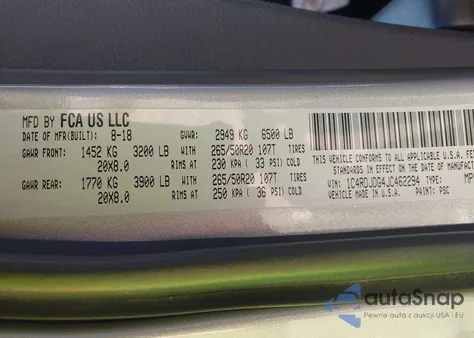 MFD BY FCA US LLC
DATE OF MFR(BUILT): 8-18 GVWR: 2949 KG 6500 LB
GAWR FRONT: 1452 KG 3200 LB WITH 265/50R20 107T TIRES
20X8.0 RIMS AT 230 KPA ( 33 PSI) COLD
GAWR REAR: 1770 KG 3900 LB WITH 265/50R20 107T TIRES
20X8.0 RIMS AT 250 KPA ( 36 PSI) COLD
THIS VEHICLE CONFORMS TO ALL APPLICABLE U.S.A. FE
IN EFFECT ON THE DATE OF MANUFACTURE SHOWN
VIN: 1C4RDJDG4JC462294 TYPE: MP
VEHICLE MADE IN U.S.A. PAINT: PSC
autoSnap
Pewne auta z aukcji USA i EU